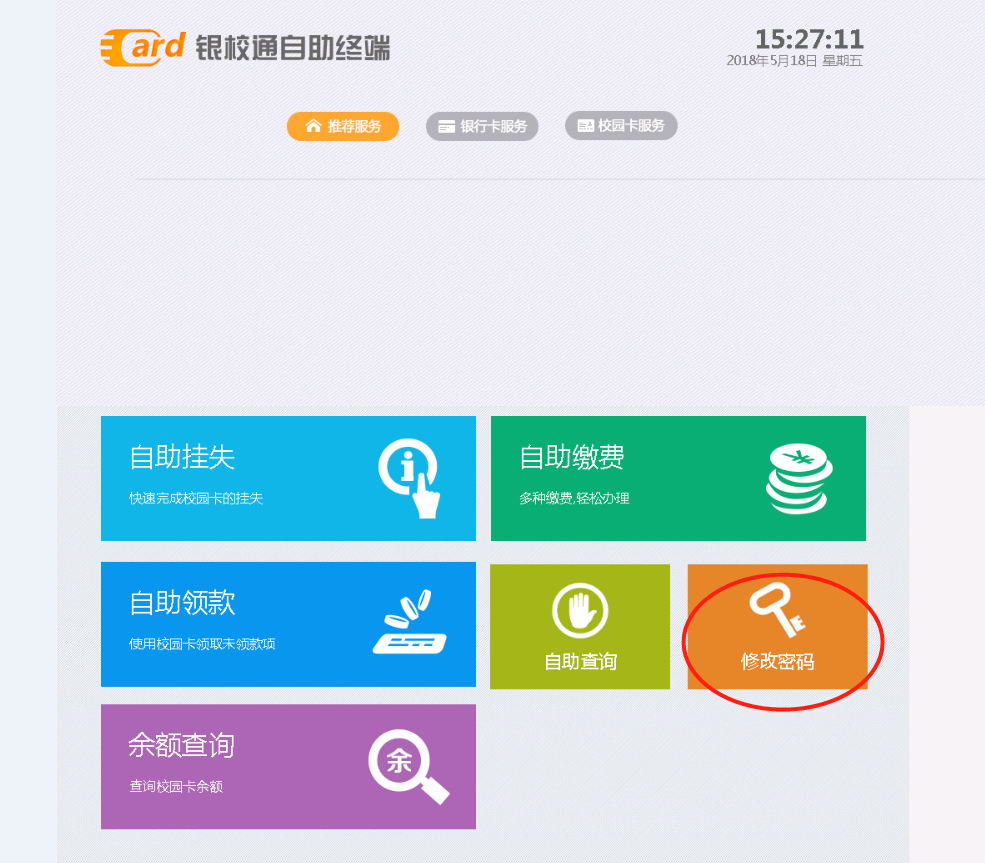 Card 银校通自助终端
15:27:11
2018年5月18日 星期五
推荐服务
银行卡服务
校园卡服务
自助挂失
快速完成校园卡的挂失
自助缴费
多种缴费,轻松办理
自助领款
使用校园卡领取未领款项
自助查询
修改密码
余额查询
查询校园卡余额
余